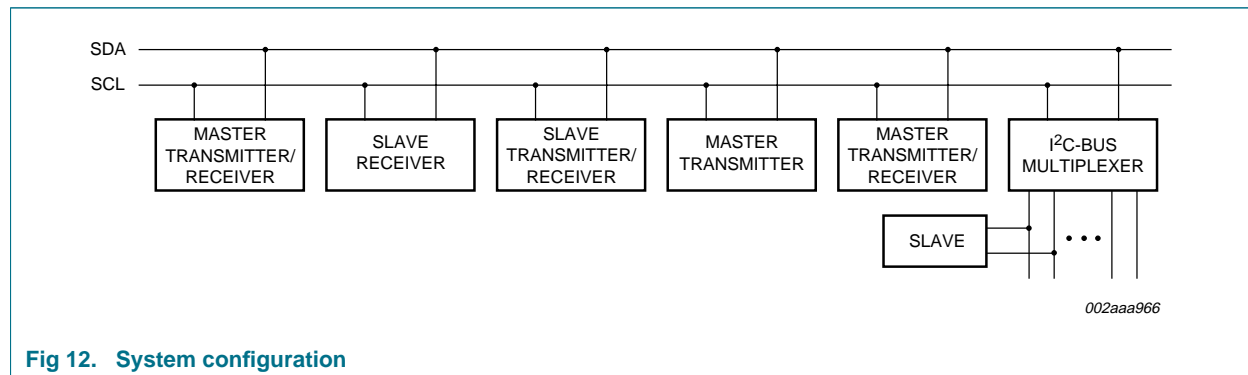 SDA
SCL
MASTER
TRANSMITTER/
RECEIVER
SLAVE
RECEIVER
SLAVE
TRANSMITTER/
RECEIVER
MASTER
TRANSMITTER
MASTER
TRANSMITTER/
RECEIVER
I²C-BUS
MULTIPLEXER
SLAVE
002aaa966
Fig 12. System configuration